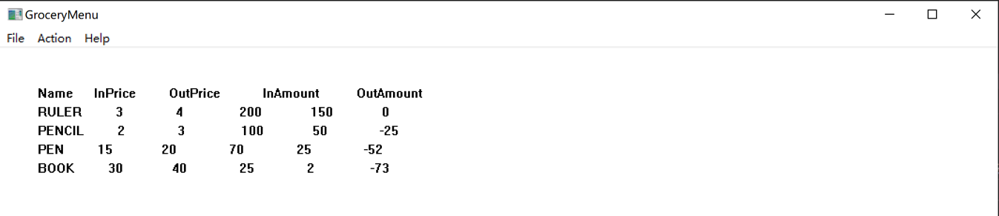 GroceryMenu
File Action Help
Name InPrice OutPrice InAmount OutAmount
RULER 3 4 200 150 0
PENCIL 2 3 100 50 -25
PEN 15 20 70 25 -52
BOOK 30 40 25 2 -73